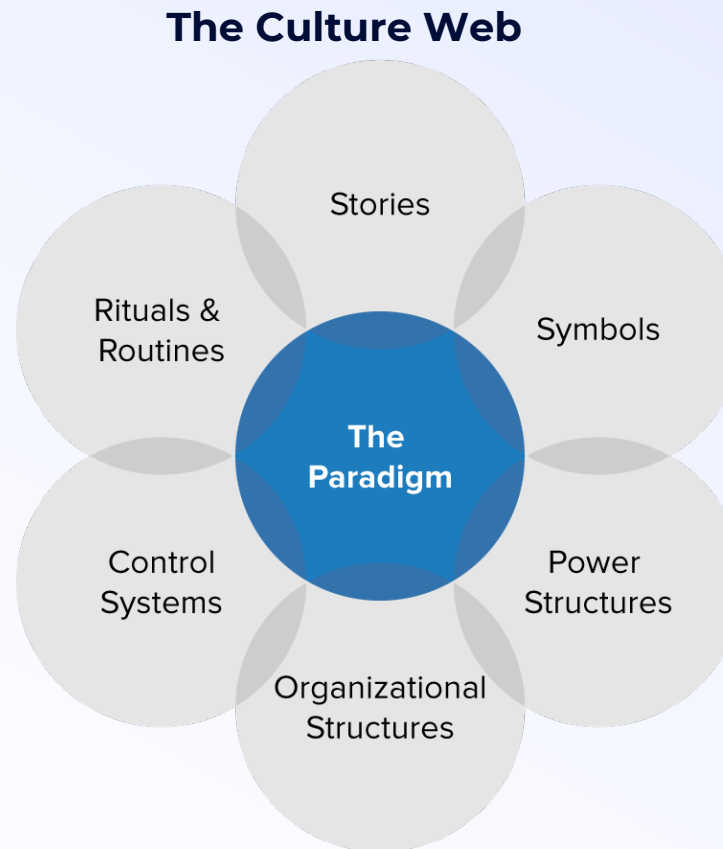 The Culture Web
Stories
Rituals &
Routines
Symbols
The
Paradigm
Control
Systems
Power
Structures
Organizational
Structures